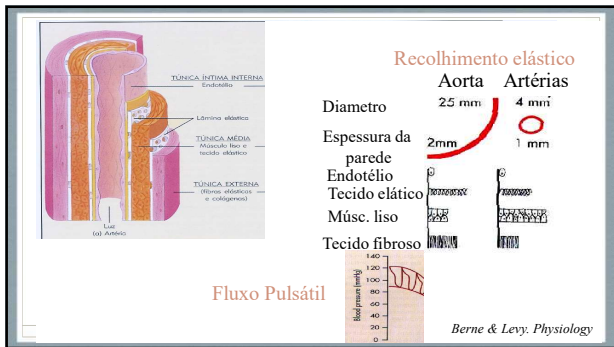 TÚNICA ÍNTIMA INTERNA
Endotélio
Lâmina elástica
TÚNICA MÉDIA
Músculo liso e
tecido elástico
TÚNICA EXTERNA
(fibras elásticas
e colágenos)
Luz
(a) Artéria
Recolhimento elástico
Aorta Artérias
Diametro 25 mm 4 mm
Espessura da
parede 2mm 1 mm
Endotélio
Tecido elático
Músc. liso
Tecido fibroso
Fluxo Pulsátil
Blood pressure (mmHg)
140
120
100
80
60
40
20
0
Berne & Levy. Physiology